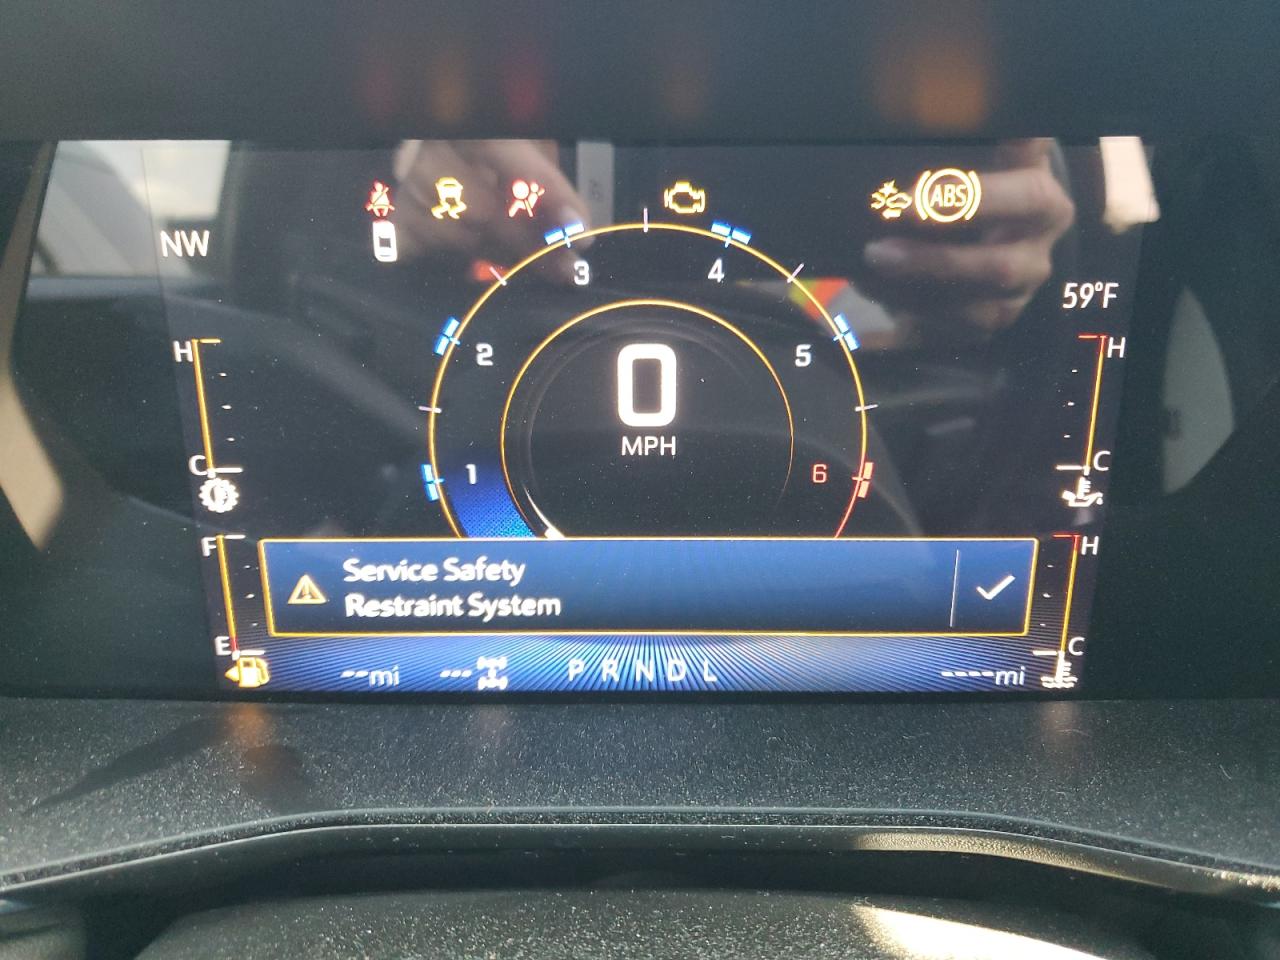 ABS
NW
59°F
3
4
2
5
1
6
0
MPH
H
C
H
C
F
E
H
C
Service Safety
Restraint System
--mi
---
PRNDL
----mi